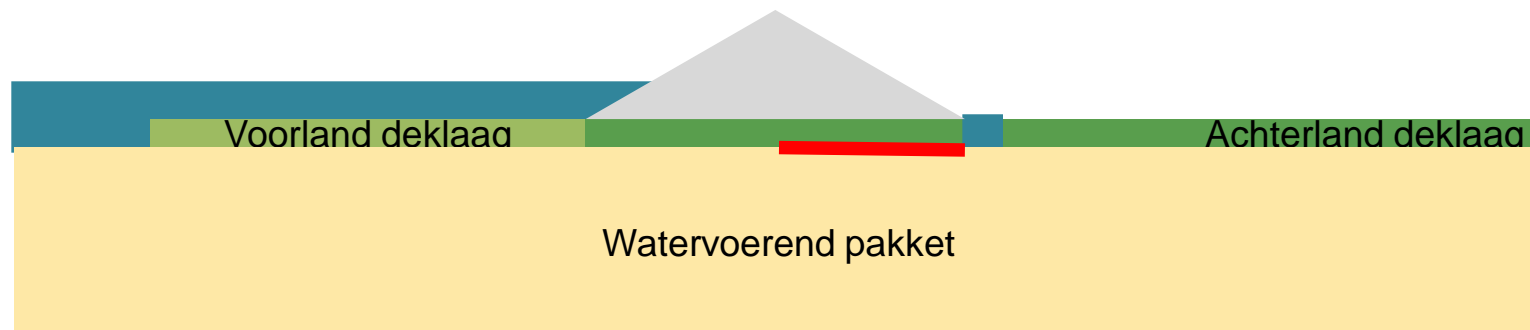 Voorland deklaag
Achterland deklaag
Watervoerend pakket